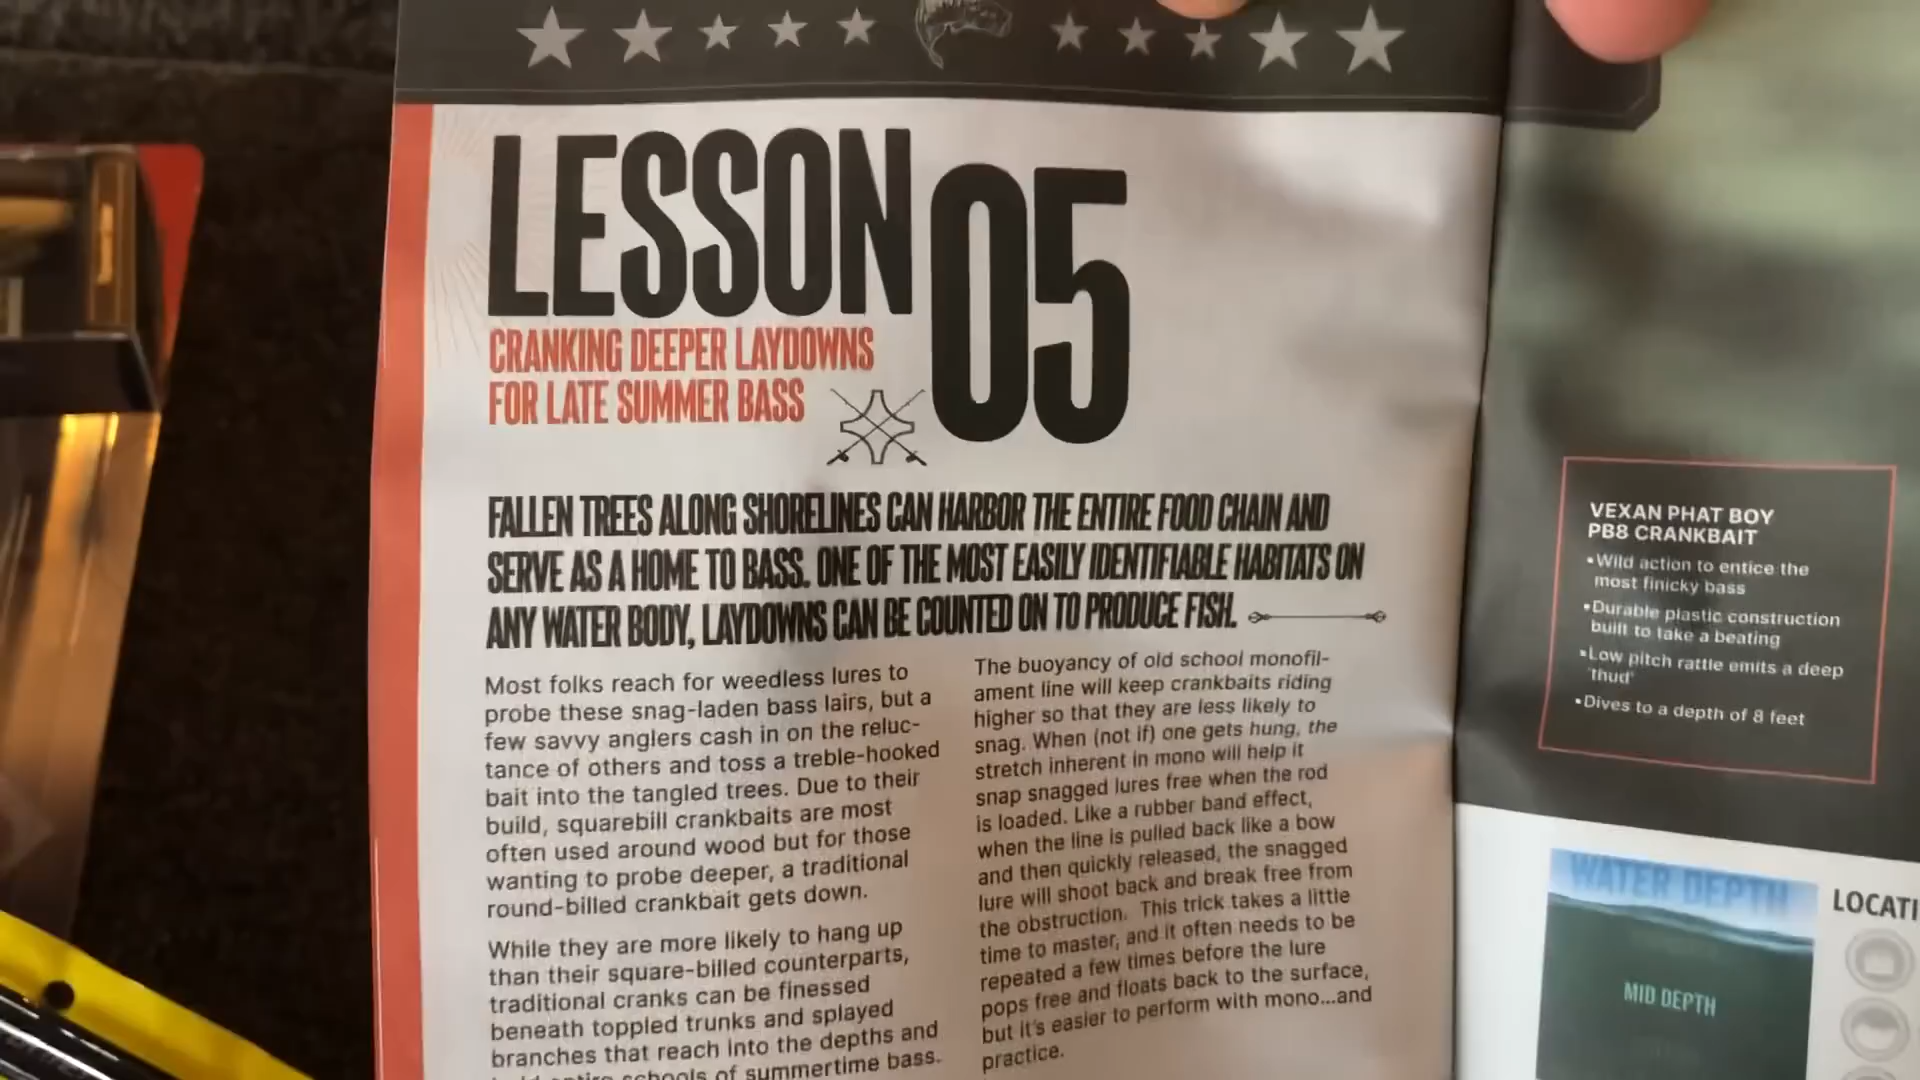 LESSON 05
CRANKING DEEPER LAYDOWNS
FOR LATE SUMMER BASS
FALLEN TREES ALONG SHORELINES CAN HARBOR THE ENTIRE FOOD CHAIN AND
SERVE AS A HOME TO BASS. ONE OF THE MOST EASILY IDENTIFIABLE HABITATS ON
ANY WATER BODY, LAYDOWNS CAN BE COUNTED ON TO PRODUCE FISH.
Most folks reach for weedless lures to
probe these snag-laden bass lairs, but a
few savvy anglers cash in on the reluc-
tance of others and toss a treble-hooked
bait into the tangled trees. Due to their
build, squarebill crankbaits are most
often used around wood but for those
wanting to probe deeper, a traditional
round-billed crankbait gets down.
While they are more likely to hang up
than their square-billed counterparts,
traditional cranks can be finessed
beneath toppled trunks and splayed
branches that reach into the depths and
schools of summertime bass.
The buoyancy of old school monofil-
ament line will keep crankbaits riding
higher so that they are less likely to
snag. When (not if) one gets hung, the
stretch inherent in mono will help it
snap snagged lures free when the rod
is loaded. Like a rubber band effect,
when the line is pulled back like a bow
and then quickly released, the snagged
lure will shoot back and break free from
the obstruction. This trick takes a little
time to master, and it often needs to be
repeated a few times before the lure
pops free and floats back to the surface,
but it's easier to perform with mono...and
practice.
VEXAN PHAT BOY
PB8 CRANKBAIT
•Wild action to entice the
most finicky bass
•Durable plastic construction
built to take a beating
•Low pitch rattle emits a deep
'thud'
•Dives to a depth of 8 feet
WATER DEPTH
MID DEPTH
LOCATI